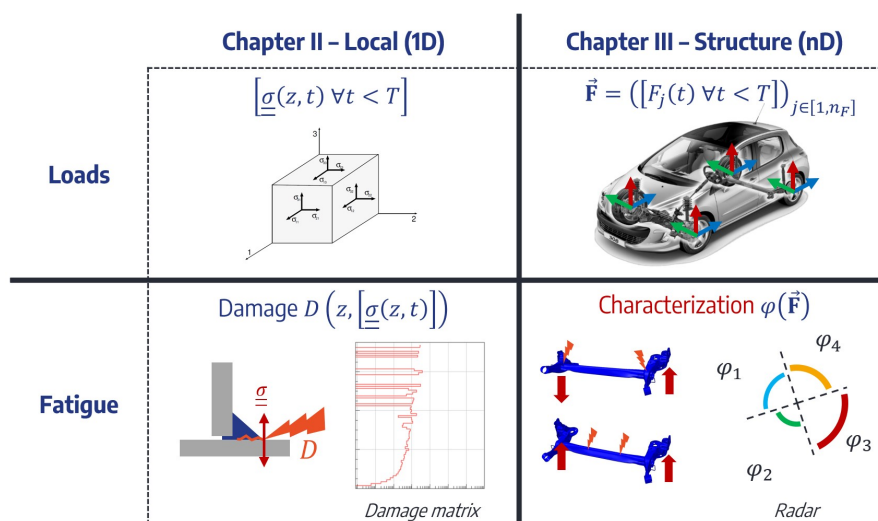 Chapter II – Local (1D)
Chapter III – Structure (nD)
Loads
[σ(z, t) ∀t < T]
F⃗ = ([Fⱼ(t) ∀t < T])ⱼ∈[1,n_F]
3
2
1
Fatigue
Damage D (z, [σ(z, t)])
Characterization φ(F⃗)
σ
D
Damage matrix
φ₁
φ₄
φ₂
φ₃
Radar